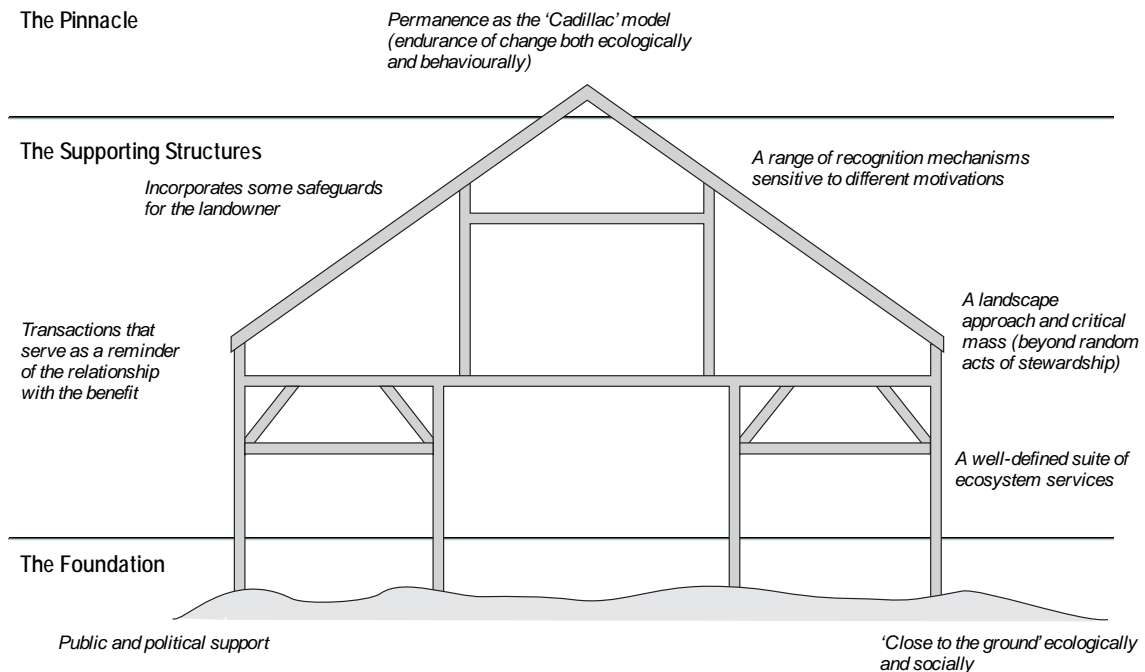 The Pinnacle
Permanence as the ‘Cadillac’ model
(endurance of change both ecologically
and behaviourally)
The Supporting Structures
Incorporates some safeguards
for the landowner
A range of recognition mechanisms
sensitive to different motivations
Transactions that
serve as a reminder
of the relationship
with the benefit
A landscape
approach and critical
mass (beyond random
acts of stewardship)
A well-defined suite of
ecosystem services
The Foundation
Public and political support
‘Close to the ground’ ecologically
and socially